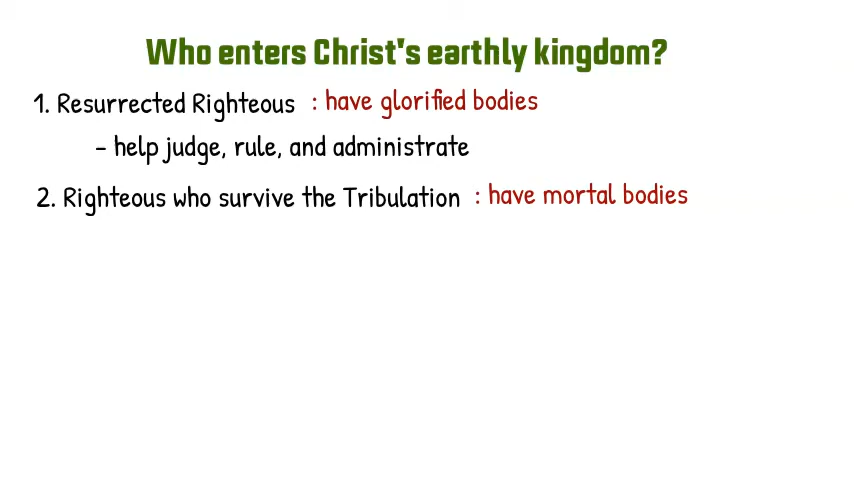 Who enters Christ's earthly kingdom?
1. Resurrected Righteous : have glorified bodies
- help judge, rule, and administrate
2. Righteous who survive the Tribulation : have mortal bodies